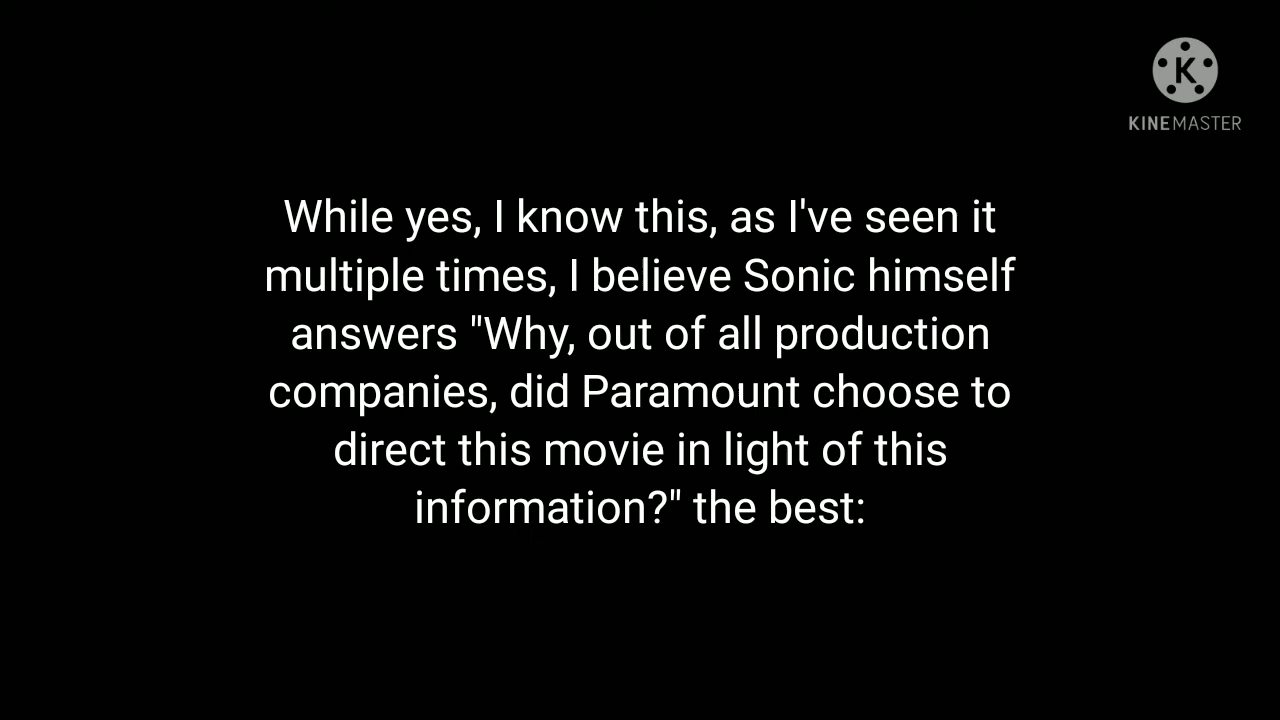 K
KINEMASTER
While yes, I know this, as I've seen it
multiple times, I believe Sonic himself
answers "Why, out of all production
companies, did Paramount choose to
direct this movie in light of this
information?" the best: